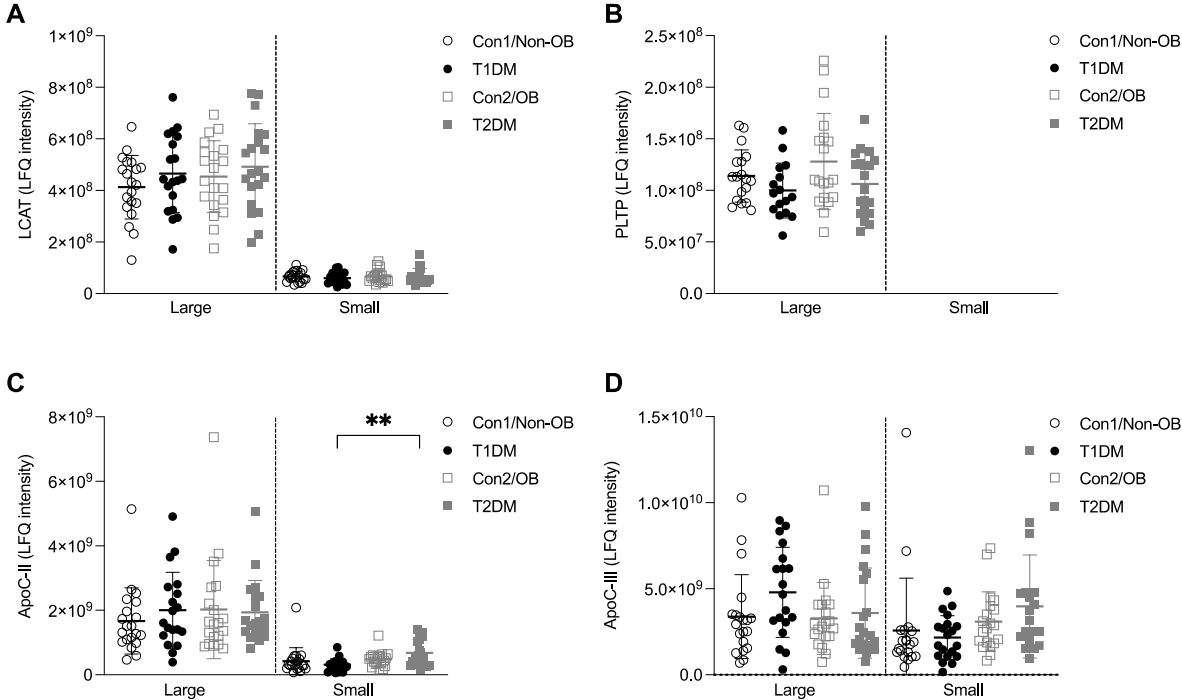 A
LCAT (LFQ intensity)
1×10⁹
8×10⁸
6×10⁸
4×10⁸
2×10⁸
0
Large Small
Con1/Non-OB
T1DM
Con2/OB
T2DM
B
PLTP (LFQ intensity)
2.5×10⁸
2.0×10⁸
1.5×10⁸
1.0×10⁸
5.0×10⁷
0.0
Large Small
Con1/Non-OB
T1DM
Con2/OB
T2DM
C
ApoC-II (LFQ intensity)
8×10⁹
6×10⁹
4×10⁹
2×10⁹
0
**
Large Small
Con1/Non-OB
T1DM
Con2/OB
T2DM
D
ApoC-III (LFQ intensity)
1.5×10¹⁰
1.0×10¹⁰
5.0×10⁹
0.0
Large Small
Con1/Non-OB
T1DM
Con2/OB
T2DM